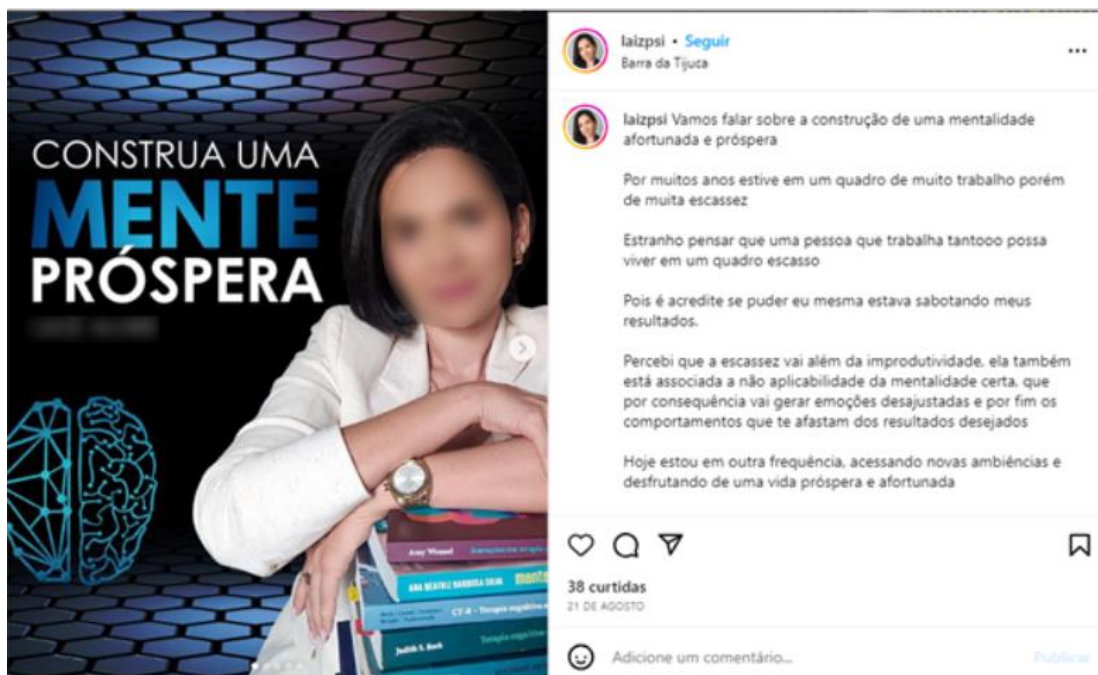 CONSTRUA UMA
MENTE
PRÓSPERA
Amy Wenzel
ANA BEATRIZ BARBOSA SILVA mente
CT-R - Terapia cognitiva
Judith S. Beck Terapia cognitivo
laizpsi • Seguir
Barra da Tijuca
laizpsi Vamos falar sobre a construção de uma mentalidade
afortunada e próspera
Por muitos anos estive em um quadro de muito trabalho porém
de muita escassez
Estranho pensar que uma pessoa que trabalha tantooo possa
viver em um quadro escasso
Pois é acredite se puder eu mesma estava sabotando meus
resultados.
Percebi que a escassez vai além da improdutividade, ela também
está associada a não aplicabilidade da mentalidade certa, que
por consequência vai gerar emoções desajustadas e por fim os
comportamentos que te afastam dos resultados desejados
Hoje estou em outra frequência, acessando novas ambiências e
desfrutando de uma vida próspera e afortunada
38 curtidas
21 DE AGOSTO
Adicione um comentário...
Publicar